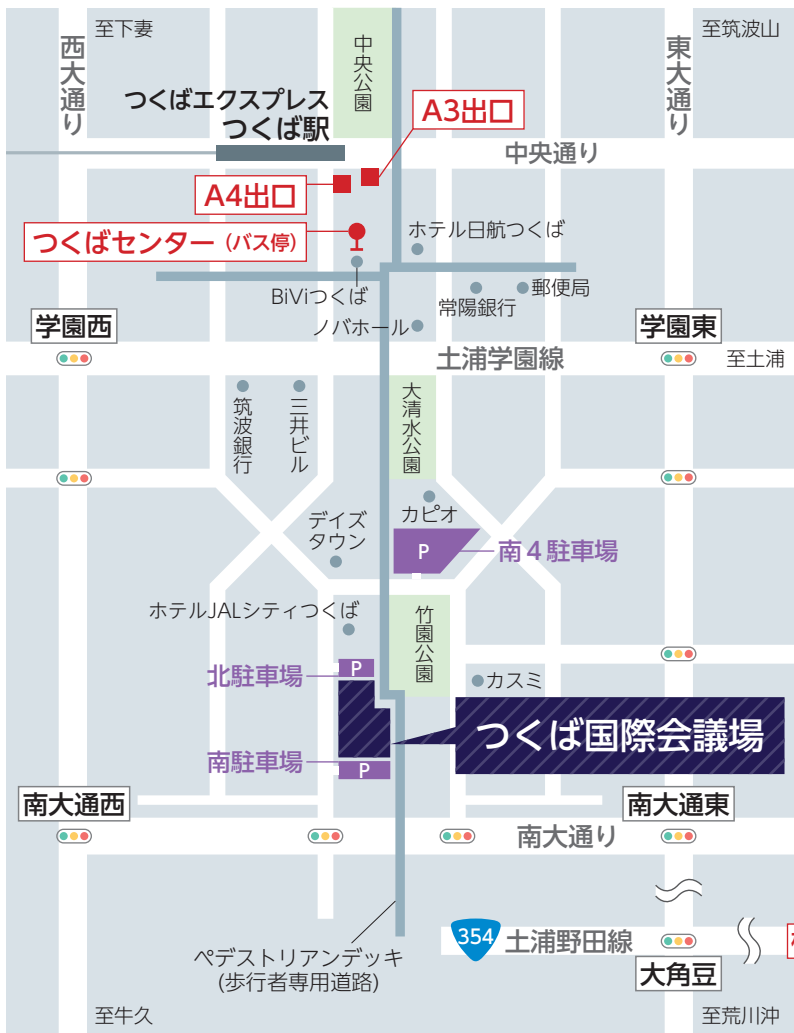 至下妻
至筑波山
西大通り
中央公園
東大通り
つくばエクスプレス
つくば駅
A3出口
中央通り
A4出口
つくばセンター(バス停)
ホテル日航つくば
BiViつくば
常陽銀行
郵便局
ノバホール
学園西
学園東
土浦学園線
至土浦
筑波銀行
三井ビル
大清水公園
カピオ
デイズ
タウン
P
南4駐車場
ホテルJALシティつくば
竹園公園
北駐車場
P
カスミ
つくば国際会議場
南駐車場
P
南大通西
南大通東
南大通り
354
土浦野田線
ペデストリアンデッキ
(歩行者専用道路)
大角豆
至牛久
至荒川沖